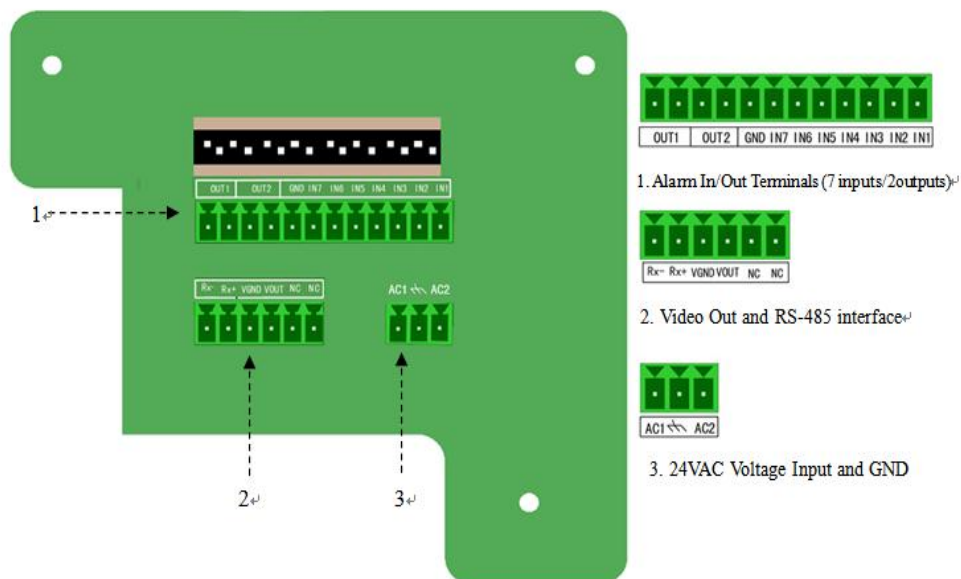 OUT1 OUT2 GND IN7 IN6 IN5 IN4 IN3 IN2 IN1
1
Rx- Rx+ VGND VOUT NC NC
AC1 AC2
2
3
OUT1 OUT2 GND IN7 IN6 IN5 IN4 IN3 IN2 IN1
1. Alarm In/Out Terminals (7 inputs/2outputs)
Rx- Rx+ VGND VOUT NC NC
2. Video Out and RS-485 interface
AC1 AC2
3. 24VAC Voltage Input and GND